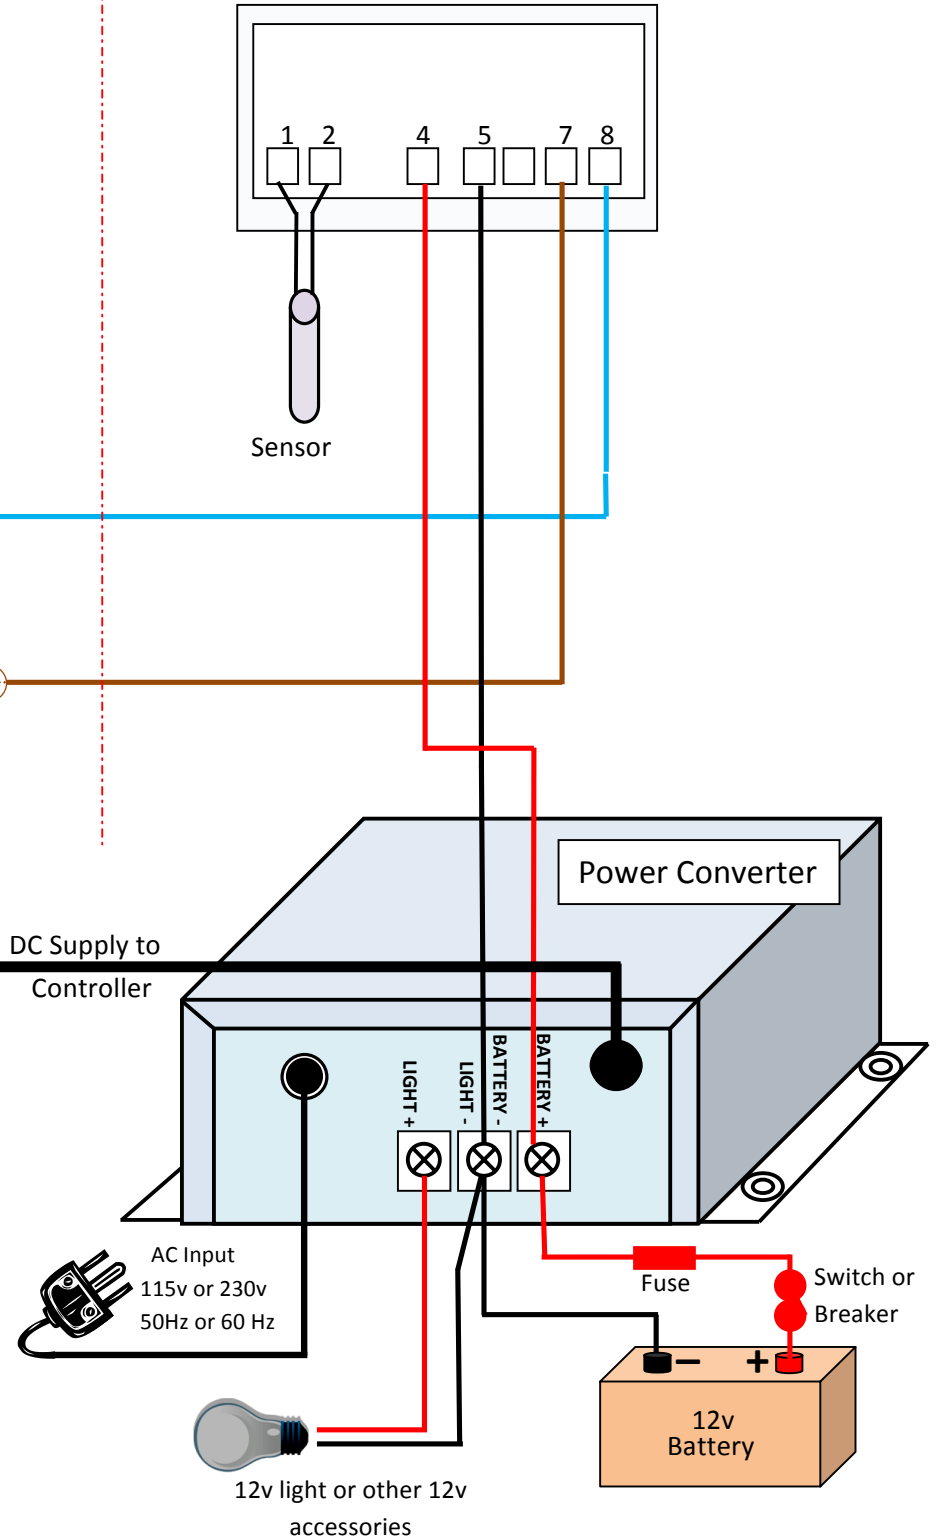 1 2 4 5 7 8
Sensor
Power Converter
DC Supply to
Controller
LIGHT +
LIGHT -
BATTERY -
BATTERY +
AC Input
115v or 230v
50Hz or 60 Hz
Fuse
Switch or
Breaker
− +
12v
Battery
12v light or other 12v
accessories